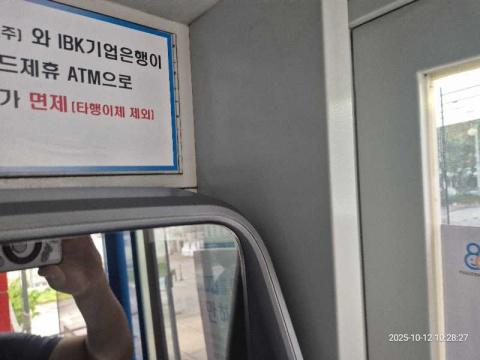 주) 와 IBK기업은행이
드제휴 ATM으로
가 면제 (타행이체 제외)
2025-10-12 10:28:27